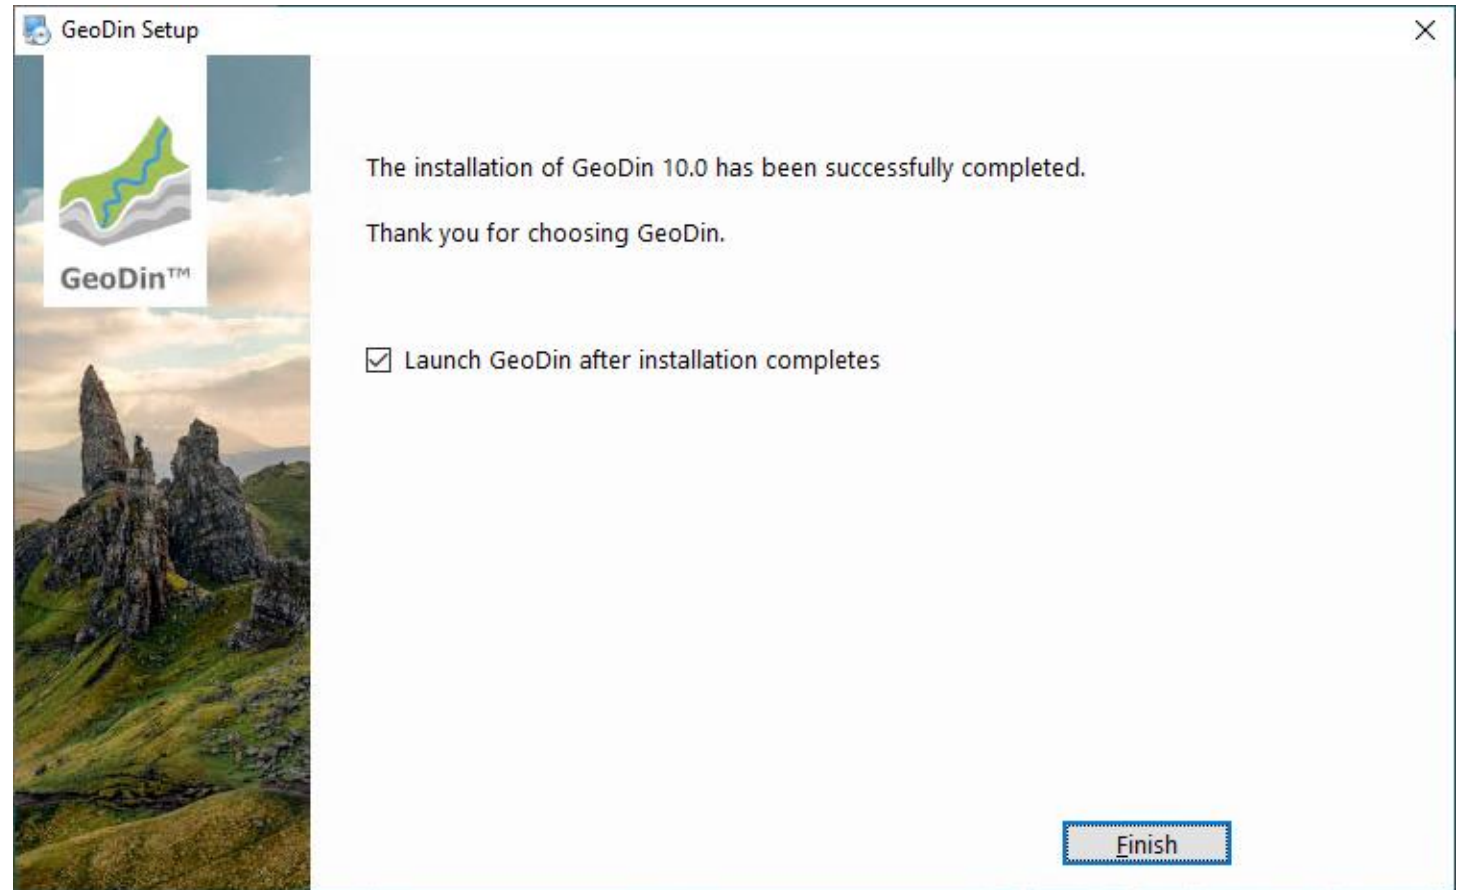 GeoDin Setup
GeoDin™
The installation of GeoDin 10.0 has been successfully completed.
Thank you for choosing GeoDin.
Launch GeoDin after installation completes
Finish